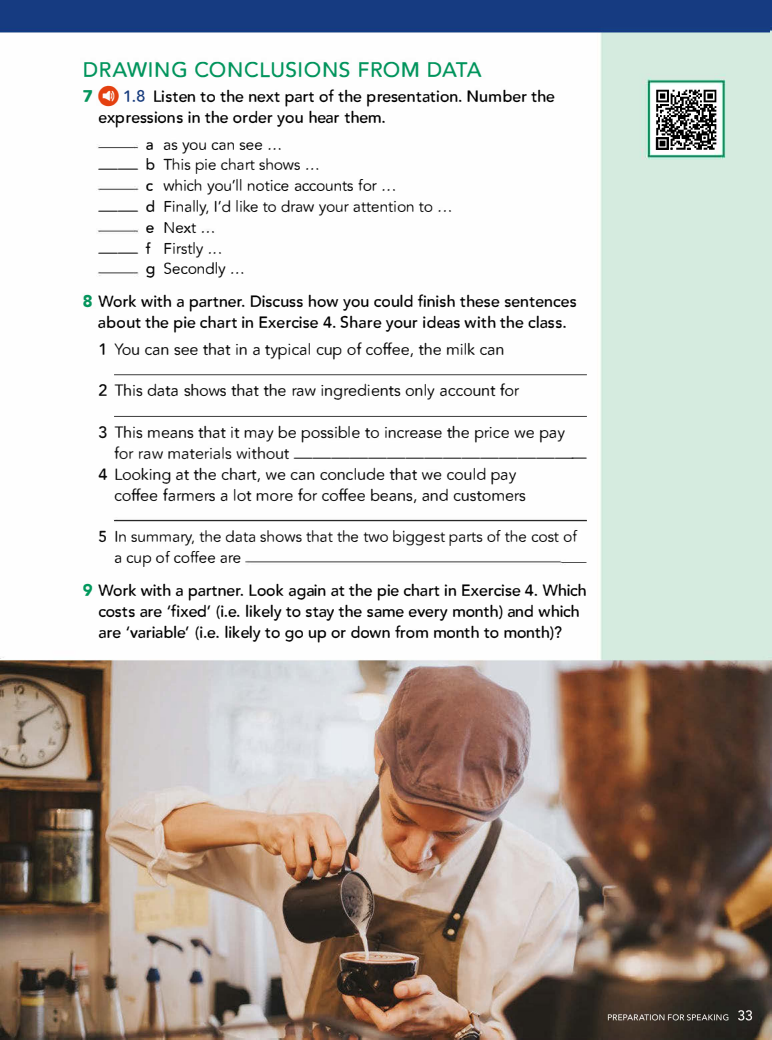 DRAWING CONCLUSIONS FROM DATA
7 1.8 Listen to the next part of the presentation. Number the
expressions in the order you hear them.
_____ a as you can see ...
_____ b This pie chart shows ...
_____ c which you'll notice accounts for ...
_____ d Finally, I'd like to draw your attention to ...
_____ e Next ...
_____ f Firstly ...
_____ g Secondly ...
8 Work with a partner. Discuss how you could finish these sentences
about the pie chart in Exercise 4. Share your ideas with the class.
1 You can see that in a typical cup of coffee, the milk can
2 This data shows that the raw ingredients only account for
3 This means that it may be possible to increase the price we pay
for raw materials without
4 Looking at the chart, we can conclude that we could pay
coffee farmers a lot more for coffee beans, and customers
5 In summary, the data shows that the two biggest parts of the cost of
a cup of coffee are
9 Work with a partner. Look again at the pie chart in Exercise 4. Which
costs are 'fixed' (i.e. likely to stay the same every month) and which
are 'variable' (i.e. likely to go up or down from month to month)?
PREPARATION FOR SPEAKING 33